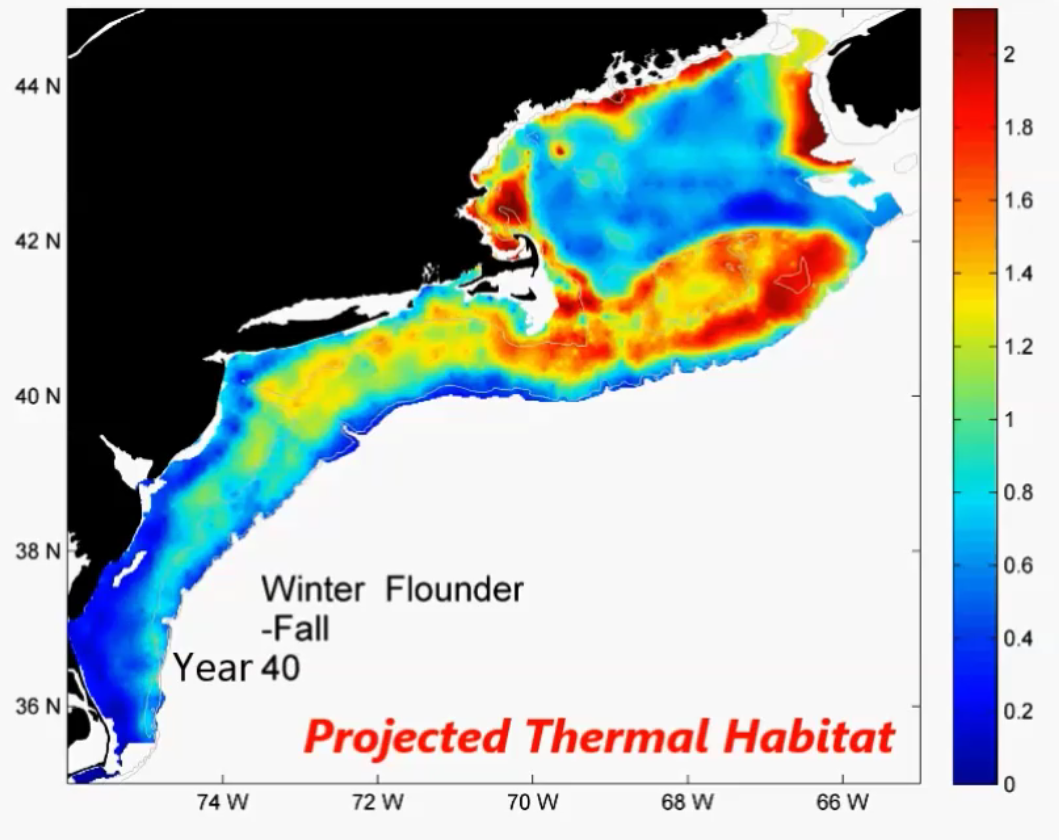 44 N
42 N
40 N
38 N
36 N
74 W
72 W
70 W
68 W
66 W
2
1.8
1.6
1.4
1.2
1
0.8
0.6
0.4
0.2
0
Winter Flounder
-Fall
Year 40
Projected Thermal Habitat